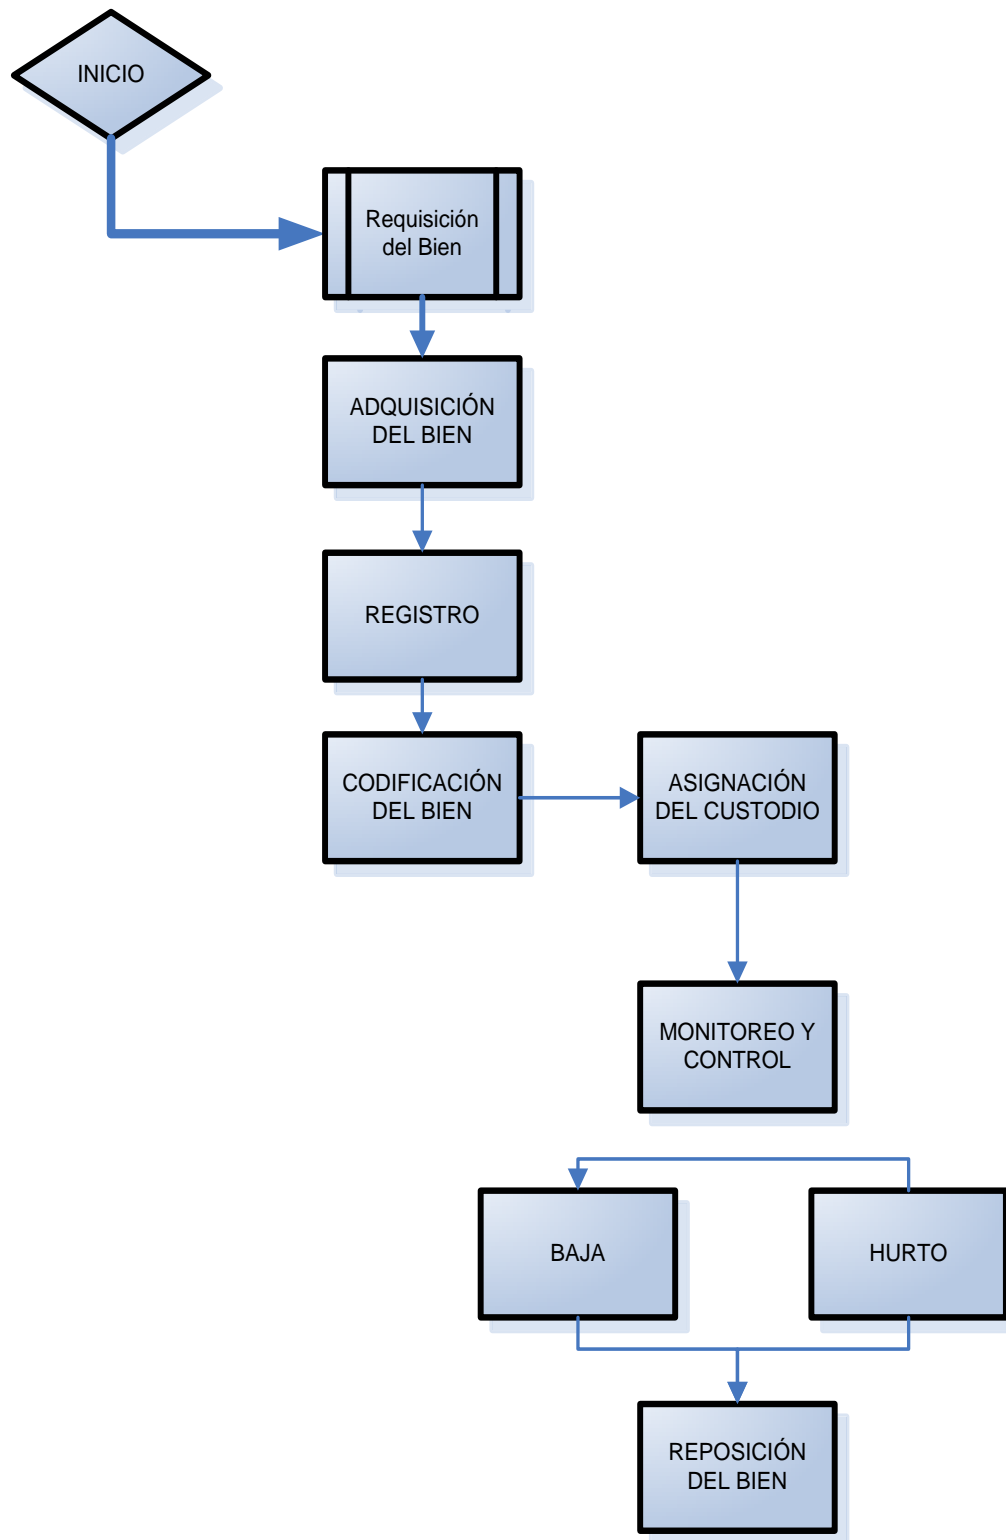 INICIO
Requisición
del Bien
ADQUISICIÓN
DEL BIEN
REGISTRO
CODIFICACIÓN
DEL BIEN
ASIGNACIÓN
DEL CUSTODIO
MONITOREO Y
CONTROL
BAJA
HURTO
REPOSICIÓN
DEL BIEN